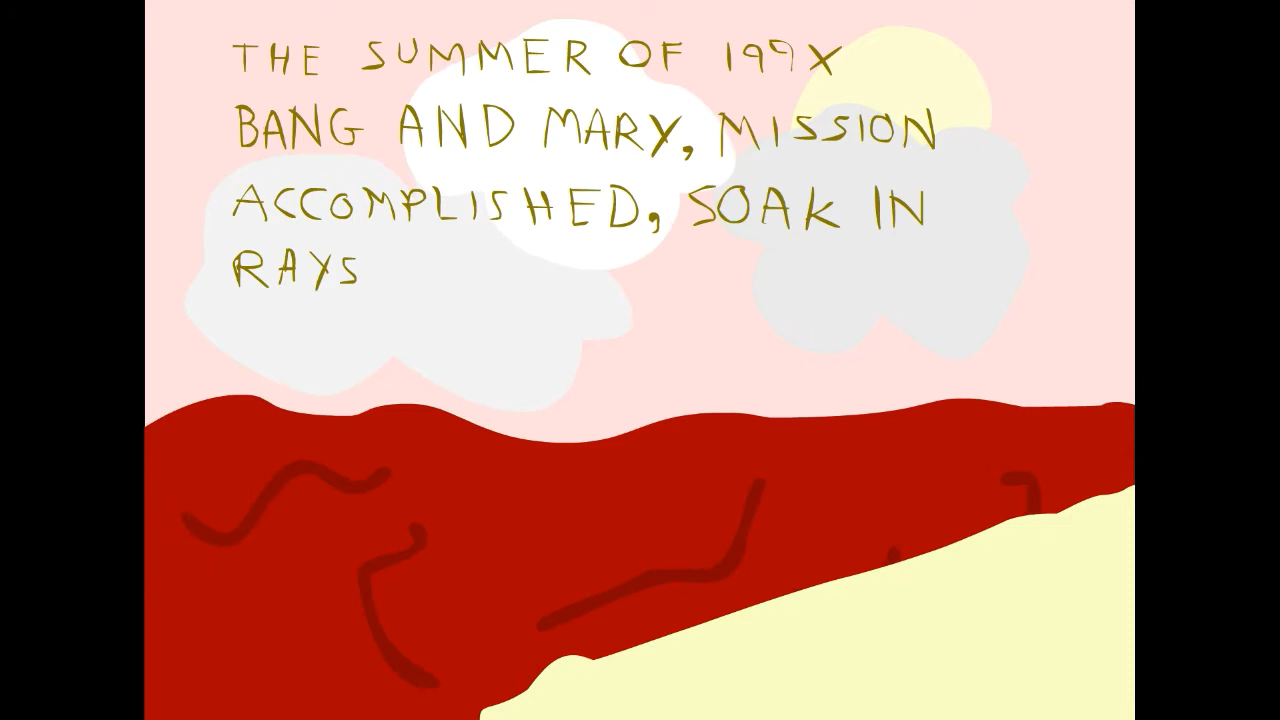 THE SUMMER OF 199X
BANG AND MARY, MISSION
ACCOMPLISHED, SOAK IN
RAYS